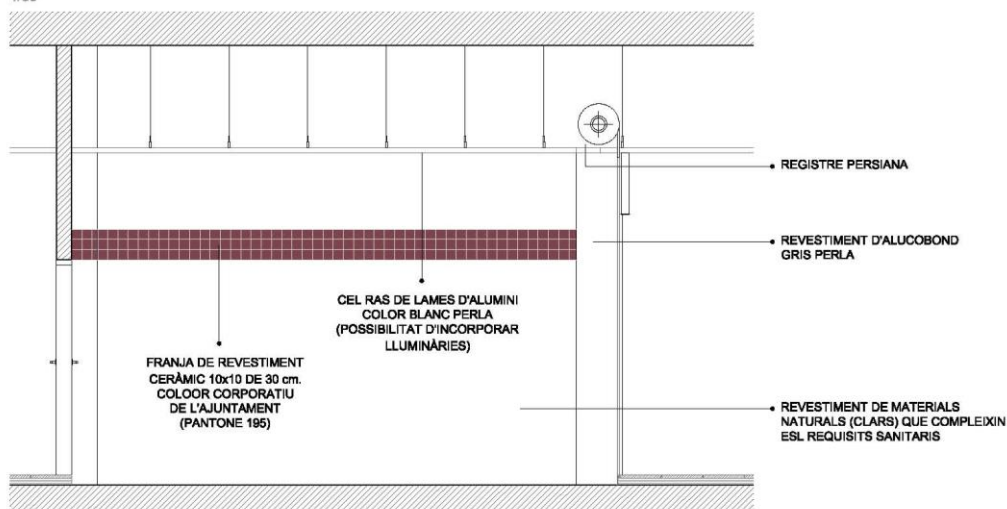 REGISTRE PERSIANA
REVESTIMENT D'ALUCOBOND
GRIS PERLA
CEL RAS DE LAMES D'ALUMINI
COLOR BLANC PERLA
(POSSIBILITAT D'INCORPORAR
LLUMINÀRIES)
FRANJA DE REVESTIMENT
CERÀMIC 10x10 DE 30 cm.
COLOOR CORPORATIU
DE L'AJUNTAMENT
(PANTONE 195)
REVESTIMENT DE MATERIALS
NATURALS (CLARS) QUE COMPLEIXIN
ESL REQUISITS SANITARIS